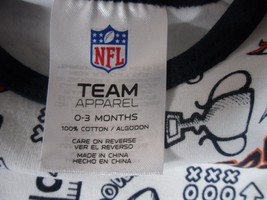 NFL
TEAM
APPAREL
0-3 MONTHS
100% COTTON / ALGODON
CARE ON REVERSE
VER EL REVERSO
MADE IN CHINA
HECHO EN CHINA